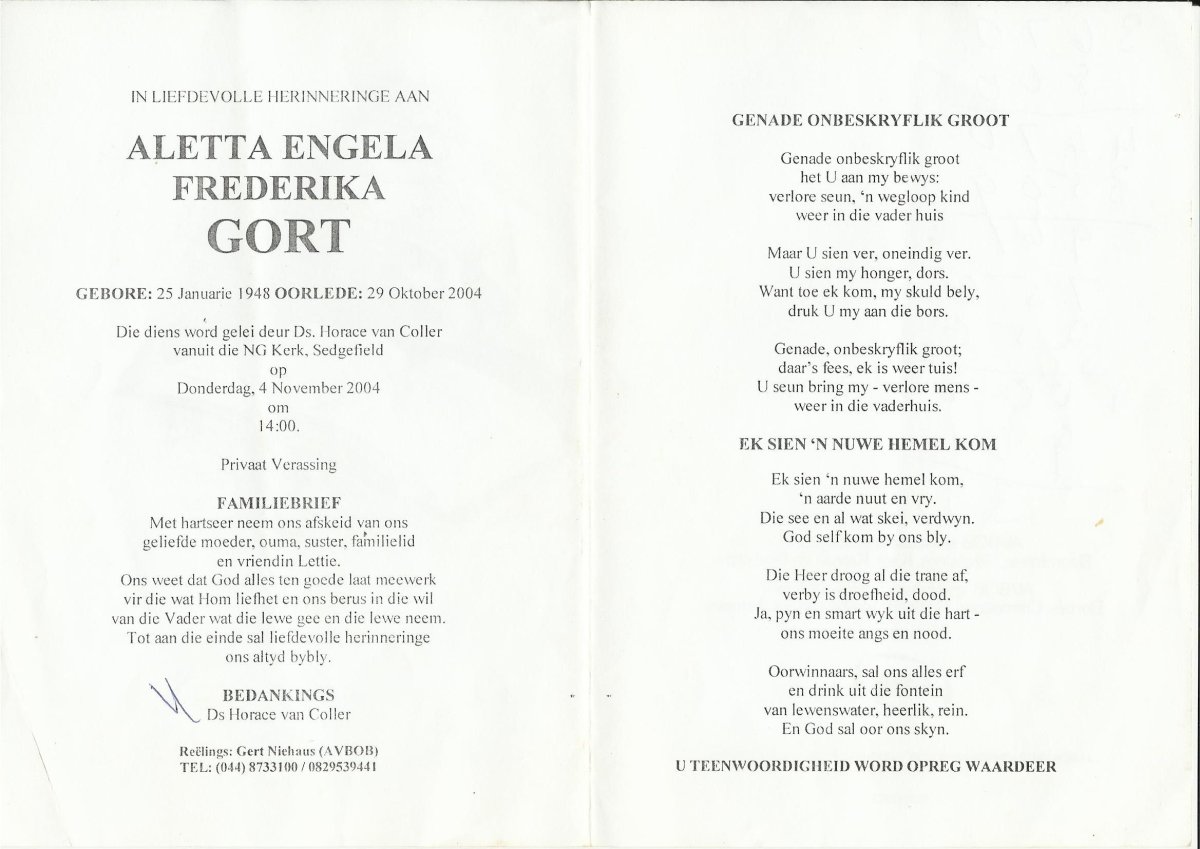 IN LIEFDEVOLLE HERINNERINGE AAN
ALETTA ENGELA
FREDERIKA
GORT
GEBORE: 25 Januarie 1948 OORLEDE: 29 Oktober 2004
Die diens word gelei deur Ds. Horace van Coller
vanuit die NG Kerk, Sedgefield
op
Donderdag, 4 November 2004
om
14:00.
Privaat Verassing
FAMILIEBRIEF
Met hartseer neem ons afskeid van ons
geliefde moeder, ouma, suster, familielid
en vriendin Lettie.
Ons weet dat God alles ten goede laat meewerk
vir die wat Hom liefhet en ons berus in die wil
van die Vader wat die lewe gee en die lewe neem.
Tot aan die einde sal liefdevolle herinneringe
ons altyd bybly.
BEDANKINGS
Ds Horace van Coller
Reëlings: Gert Niehaus (AVBOB)
TEL: (044) 8733100 / 0829539441
GENADE ONBESKRYFLIK GROOT
Genade onbeskryflik groot
het U aan my bewys:
verlore seun, ‘n wegloop kind
weer in die vader huis
Maar U sien ver, oneindig ver.
U sien my honger, dors.
Want toe ek kom, my skuld bely,
druk U my aan die bors.
Genade, onbeskryflik groot;
daar's fees, ek is weer tuis!
U seun bring my - verlore mens -
weer in die vaderhuis.
EK SIEN ‘N NUWE HEMEL KOM
Ek sien ‘n nuwe hemel kom,
‘n aarde nuut en vry.
Die see en al wat skei, verdwyn.
God self kom by ons bly.
Die Heer droog al die trane af,
verby is droefheid, dood.
Ja, pyn en smart wyk uit die hart -
ons moeite angs en nood.
Oorwinnaars, sal ons alles erf
en drink uit die fontein
van lewenswater, heerlik, rein.
En God sal oor ons skyn.
U TEENWOORDIGHEID WORD OPREG WAARDEER